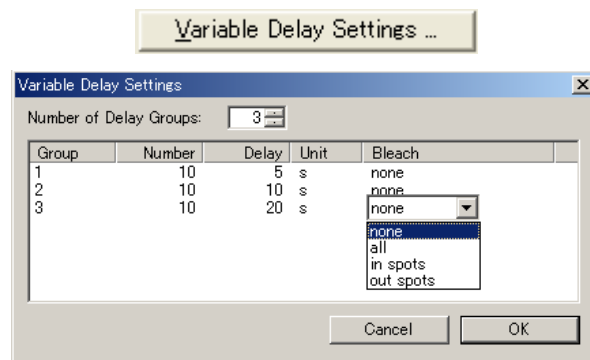 Variable Delay Settings ...
Variable Delay Settings
Number of Delay Groups: 3
Group Number Delay Unit Bleach
1 10 5 s none
2 10 10 s none
3 10 20 s none
none
all
in spots
out spots
Cancel OK